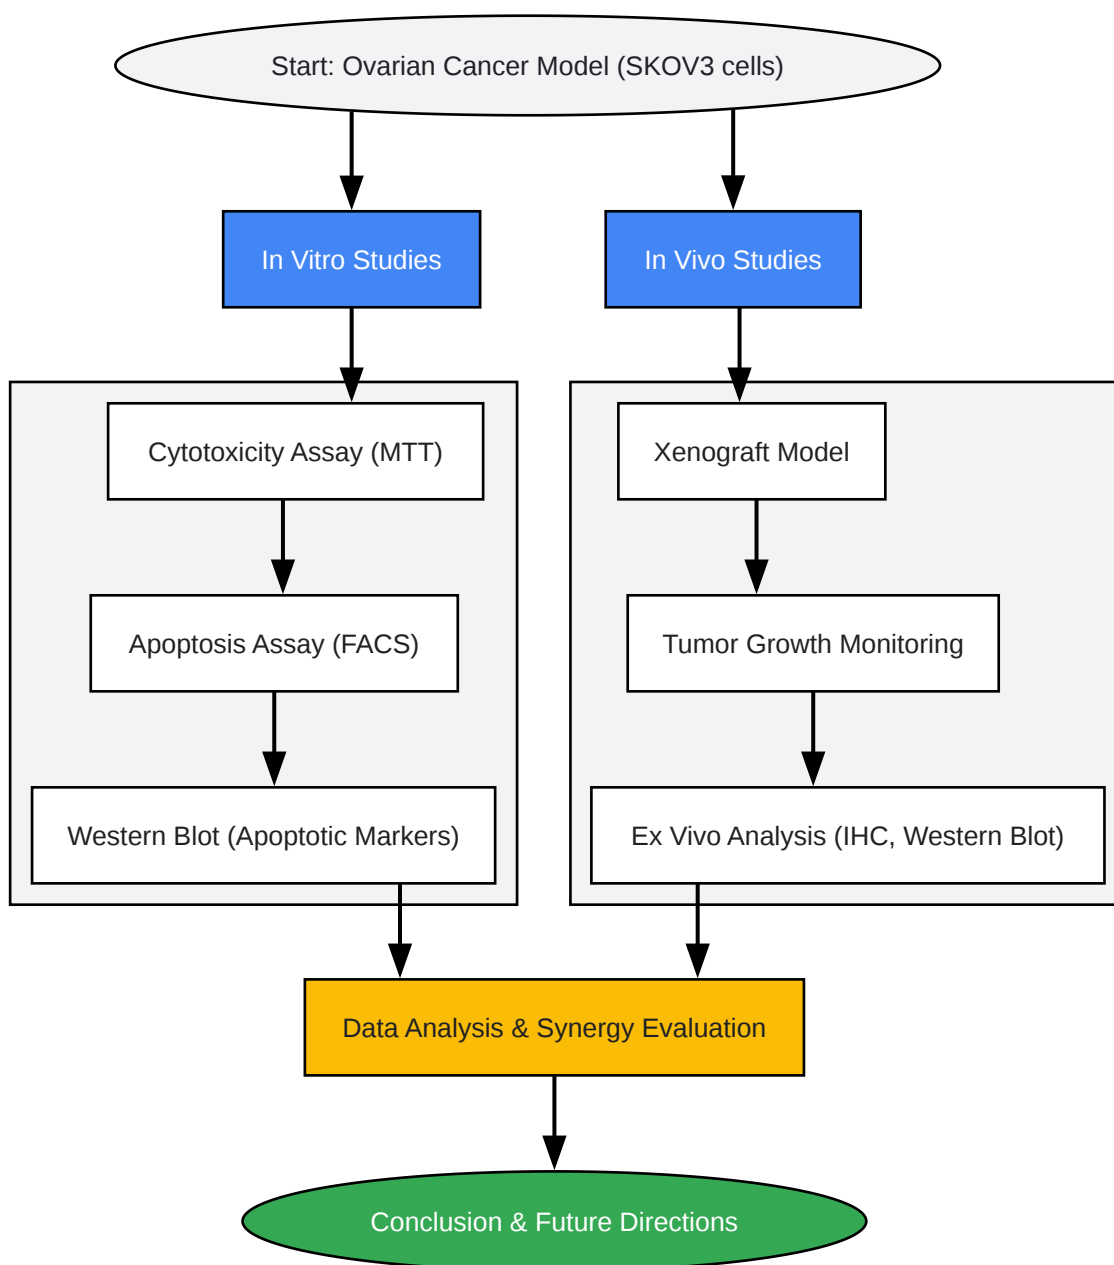 Start: Ovarian Cancer Model (SKOV3 cells)
In Vitro Studies
In Vivo Studies
Cytotoxicity Assay (MTT)
Xenograft Model
Apoptosis Assay (FACS)
Tumor Growth Monitoring
Western Blot (Apoptotic Markers)
Ex Vivo Analysis (IHC, Western Blot)
Data Analysis & Synergy Evaluation
Conclusion & Future Directions